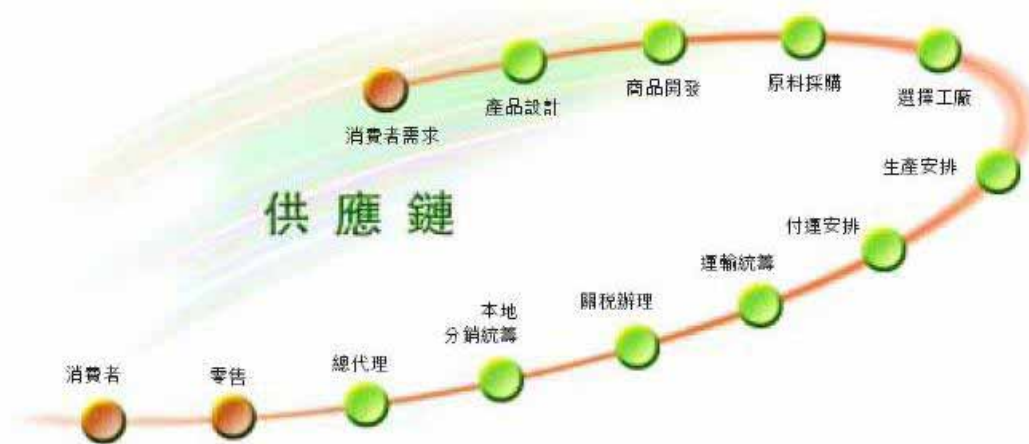 消費者需求
產品設計
商品開發
原料採購
選擇工廠
生產安排
付運安排
運輸統籌
關税辦理
本地
分銷統籌
總代理
零售
消費者
供應鏈